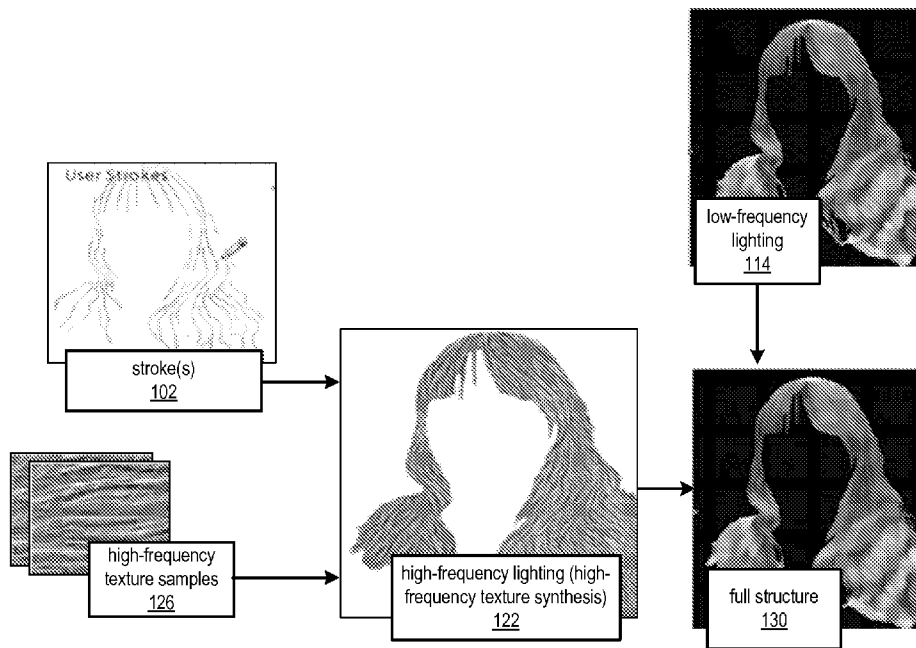 User Strokes
low-frequency
lighting
114
stroke(s)
102
high-frequency
texture samples
126
high-frequency lighting (high-
frequency texture synthesis)
122
full structure
130